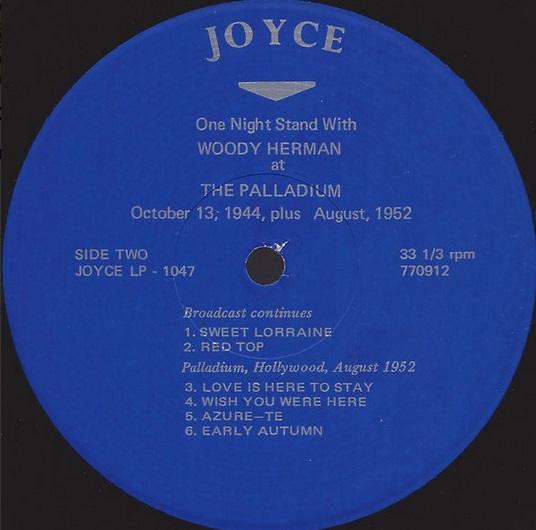 JOYCE
One Night Stand With
WOODY HERMAN
at
THE PALLADIUM
October 13, 1944, plus August, 1952
SIDE TWO
JOYCE LP - 1047
33 1/3 rpm
770912
Broadcast continues
1. SWEET LORRAINE
2. RED TOP
Palladium, Hollywood, August 1952
3. LOVE IS HERE TO STAY
4. WISH YOU WERE HERE
5. AZURE—TE
6. EARLY AUTUMN